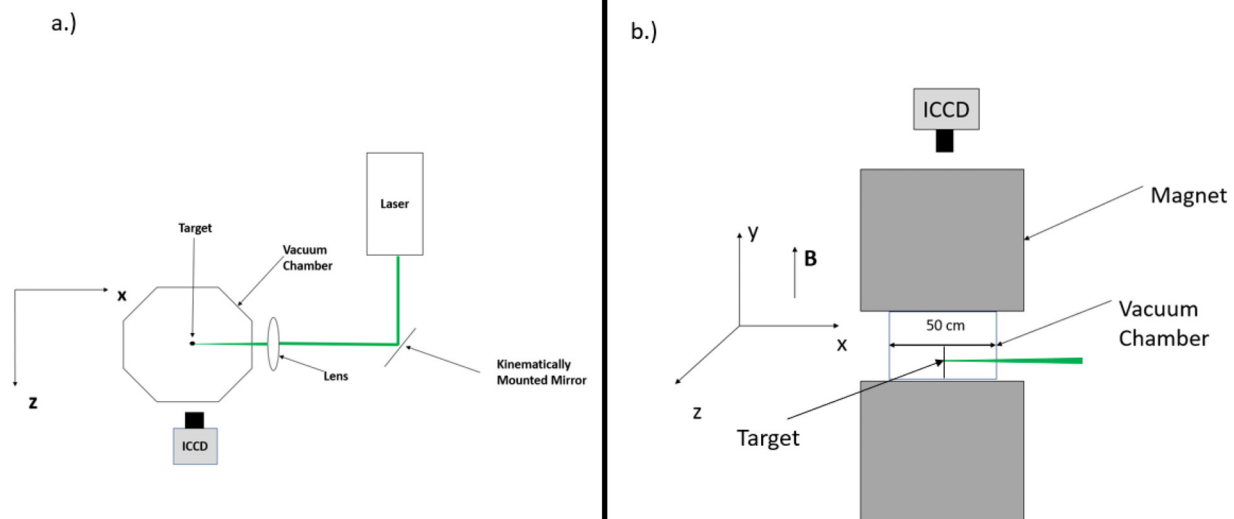 a.)
Laser
Target
Vacuum
Chamber
x
z
Lens
Kinematically
Mounted Mirror
ICCD
b.)
ICCD
Magnet
y
B
x
z
50 cm
Vacuum
Chamber
Target